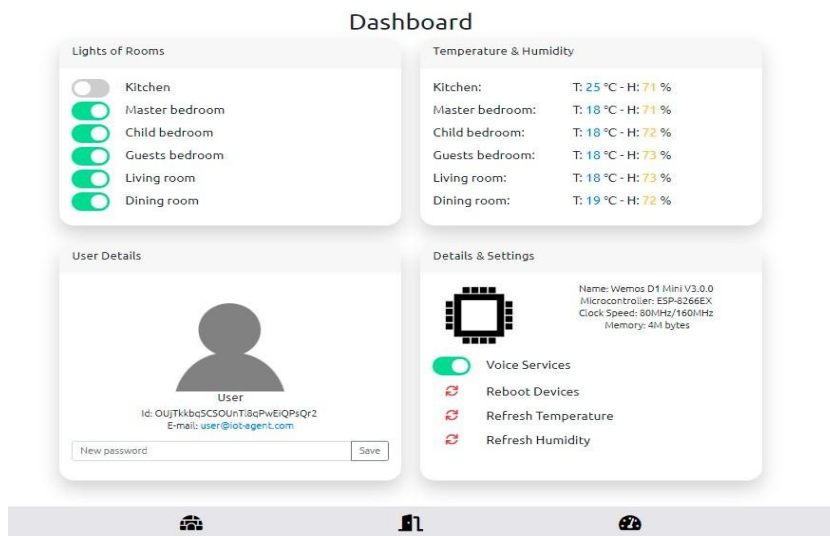 Dashboard
Lights of Rooms
Kitchen
Master bedroom
Child bedroom
Guests bedroom
Living room
Dining room
Temperature & Humidity
Kitchen: T: 25 °C - H: 71 %
Master bedroom: T: 18 °C - H: 71 %
Child bedroom: T: 18 °C - H: 72 %
Guests bedroom: T: 18 °C - H: 73 %
Living room: T: 18 °C - H: 73 %
Dining room: T: 19 °C - H: 72 %
User Details
User
Id: OUjTkkbq5CSOUnTi8qPwEiQPsQr2
E-mail: user@iot-agent.com
New password
Save
Details & Settings
Name: Wemos D1 Mini V3.0.0
Microcontroller: ESP-8266EX
Clock Speed: 80MHz/160MHz
Memory: 4M bytes
Voice Services
Reboot Devices
Refresh Temperature
Refresh Humidity